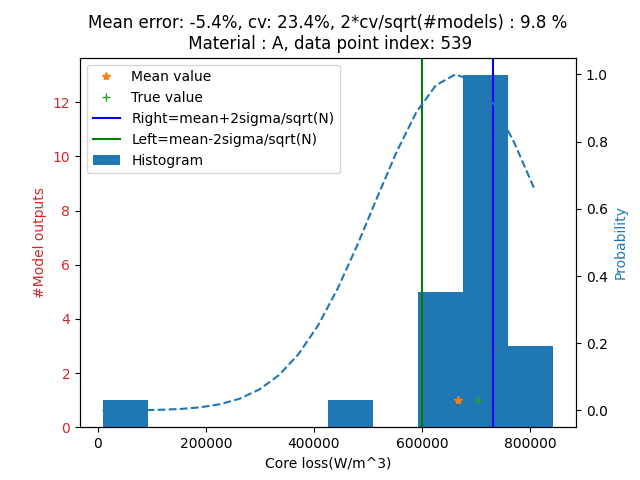 Mean error: -5.4%, cv: 23.4%, 2*cv/sqrt(#models) : 9.8 %
Material : A, data point index: 539
Mean value
True value
Right=mean+2sigma/sqrt(N)
Left=mean-2sigma/sqrt(N)
Histogram
#Model outputs
0
2
4
6
8
10
12
0
200000
400000
600000
800000
Core loss(W/m^3)
0.0
0.2
0.4
0.6
0.8
1.0
Probability